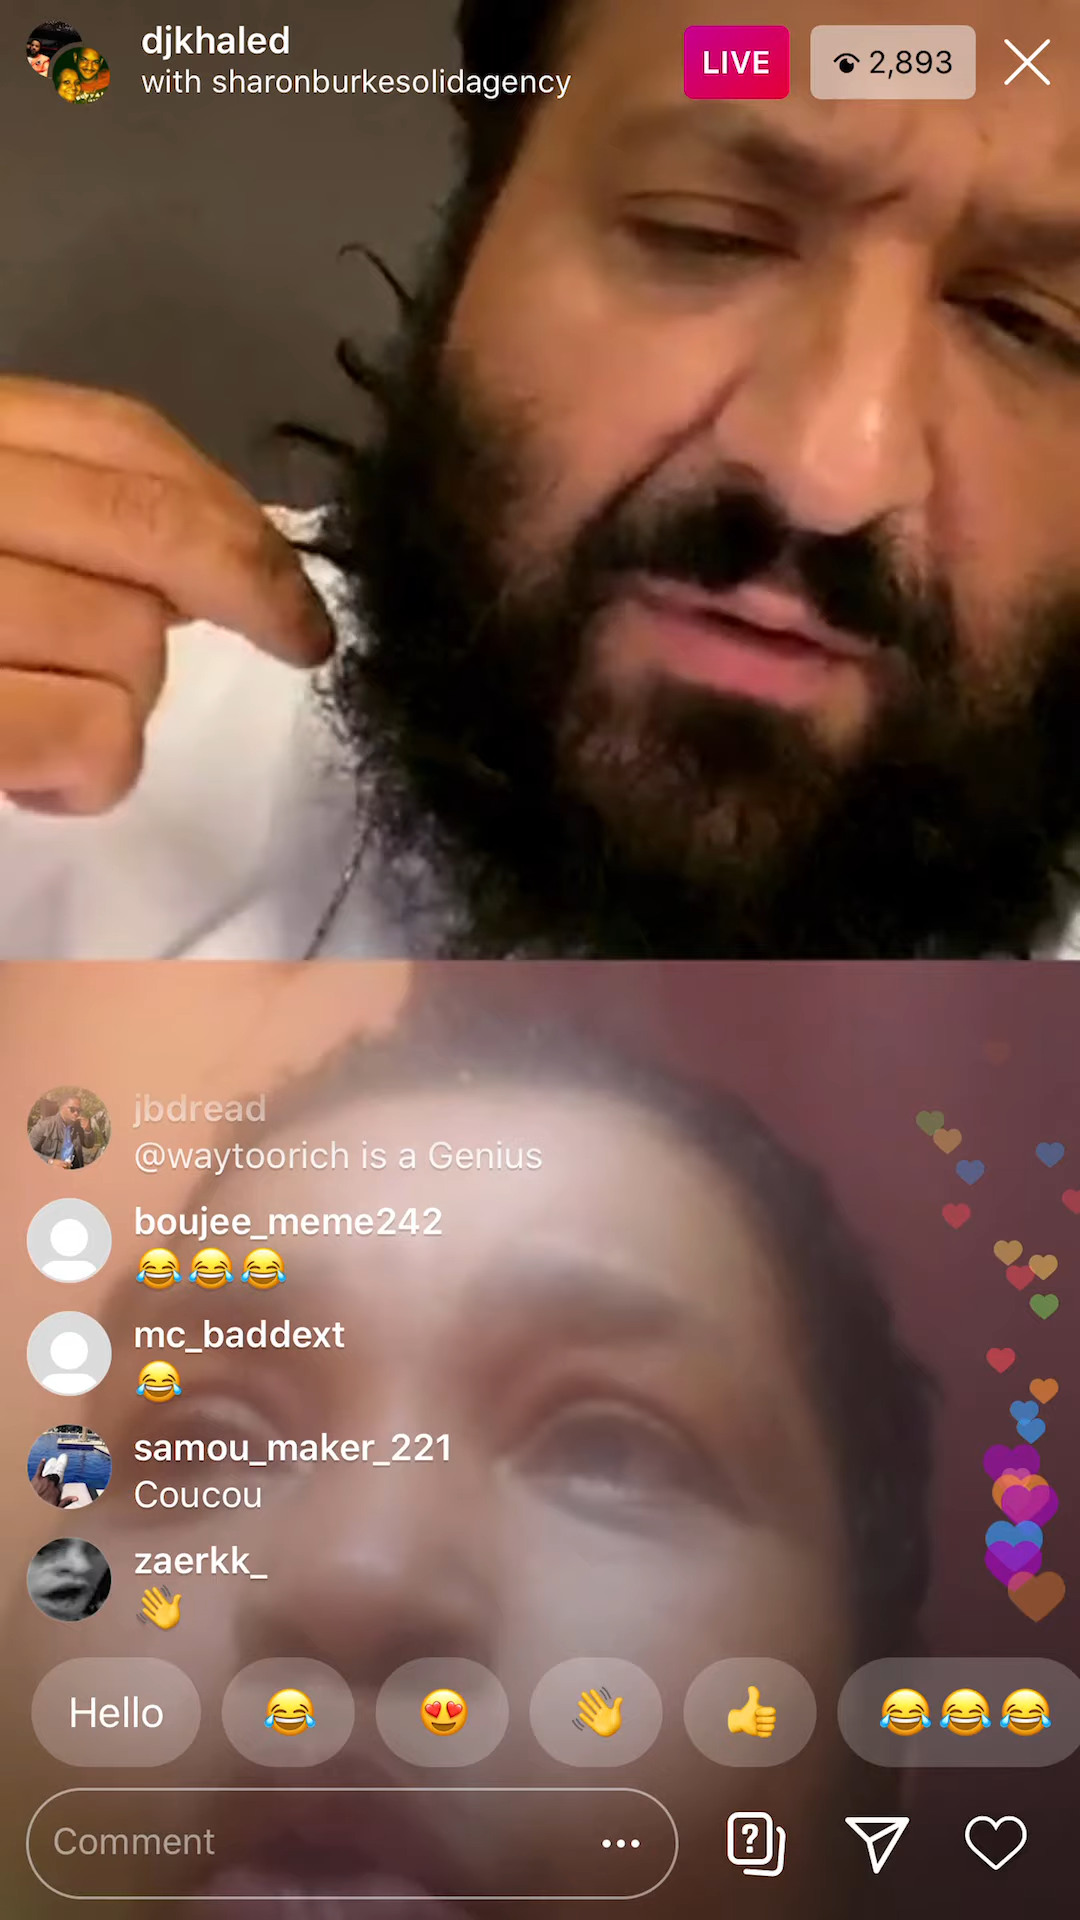 djkhaled
with sharonburkesolidagency
LIVE
2,893
jbdread
@waytoorich is a Genius
boujee_meme242
😂😂😂
mc_baddext
😂
samou_maker_221
Coucou
zaerkk_
👋
Hello 😂 😍 👋 👍 😂😂😂
Comment
?